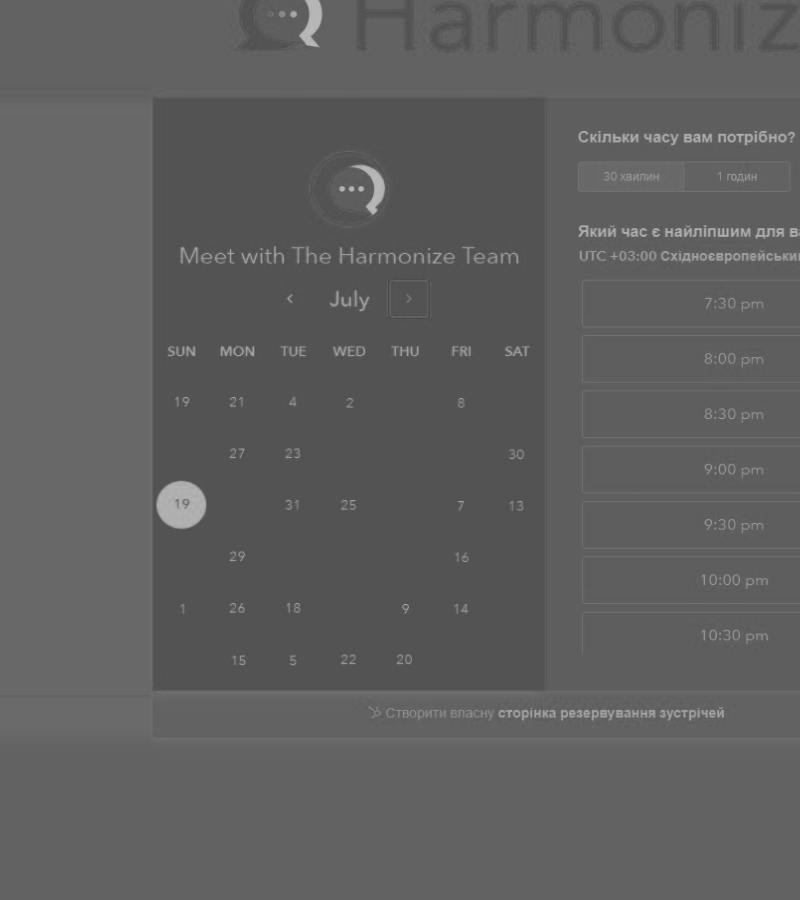 Harmoniz
Meet with The Harmonize Team
July
SUN MON TUE WED THU FRI SAT
19 21 4 2 8
27 23 30
19 31 25 7 13
29 16
1 26 18 9 14
15 5 22 20
Скільки часу вам потрібно?
30 хвилин 1 годин
Який час є найліпшим для ва
UTC +03:00 Східноєвропейський
7:30 pm
8:00 pm
8:30 pm
9:00 pm
9:30 pm
10:00 pm
10:30 pm
Створити власну сторінка резервування зустрічей